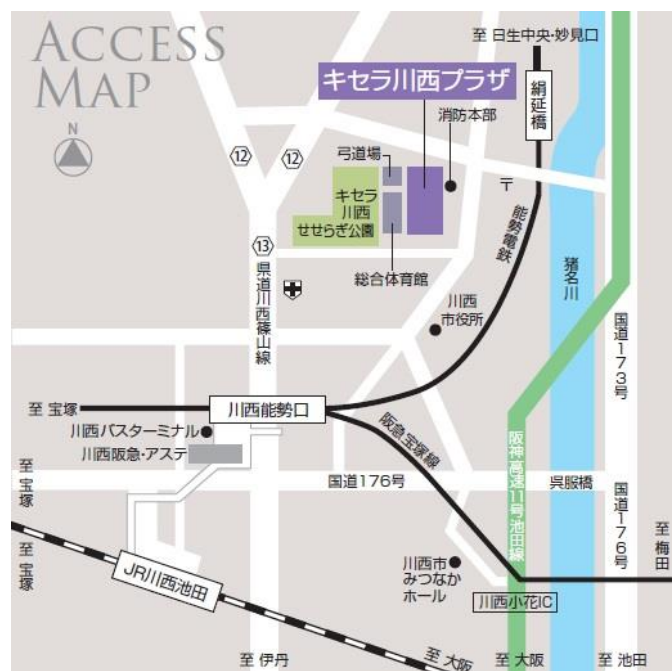 ACCESS
MAP
N
至 日生中央・妙見口
キセラ川西プラザ
絹延橋
消防本部
弓道場
12
12
〒
キセラ
川西
せせらぎ公園
能勢電鉄
13
総合体育館
猪名川
県道川西篠山線
川西
市役所
国道173号
至 宝塚
川西能勢口
川西バスターミナル
川西阪急・アステ
阪急宝塚線
阪神高速11号池田線
至 宝塚
国道176号
呉服橋
国道176号
至 宝塚
至 梅田
JR川西池田
川西市
みつなか
ホール
川西小花IC
至 伊丹
至 大阪
至 大阪
至 池田